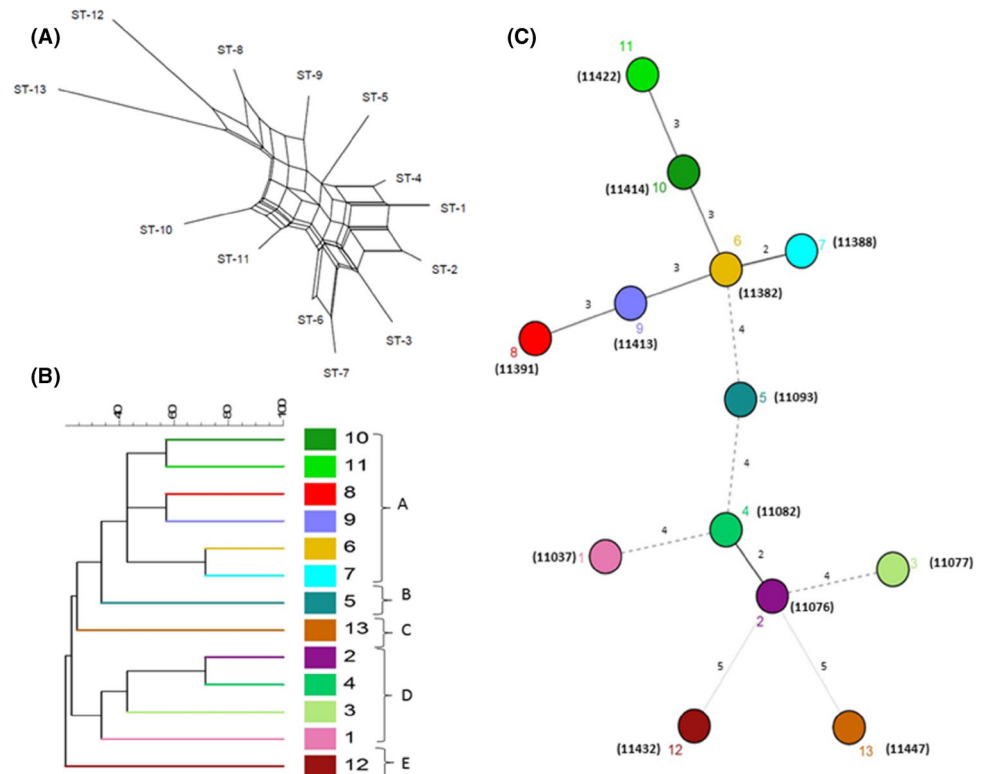 (A)
ST-12
ST-8
ST-9
ST-13
ST-5
ST-4
ST-1
ST-10
ST-11
ST-2
ST-6
ST-3
ST-7
(B)
40 60 80 100
10
11
8
9
6
7
5
13
2
4
3
1
12
A
B
C
D
E
(C)
11
(11422)
3
(11414) 10
3
6
2
7 (11388)
(11382)
3
9
(11413)
3
8
(11391)
4
5 (11093)
4
4 (11082)
4
(11037) 1
2
4
3 (11077)
(11076)
2
5
5
(11432) 12
13 (11447)